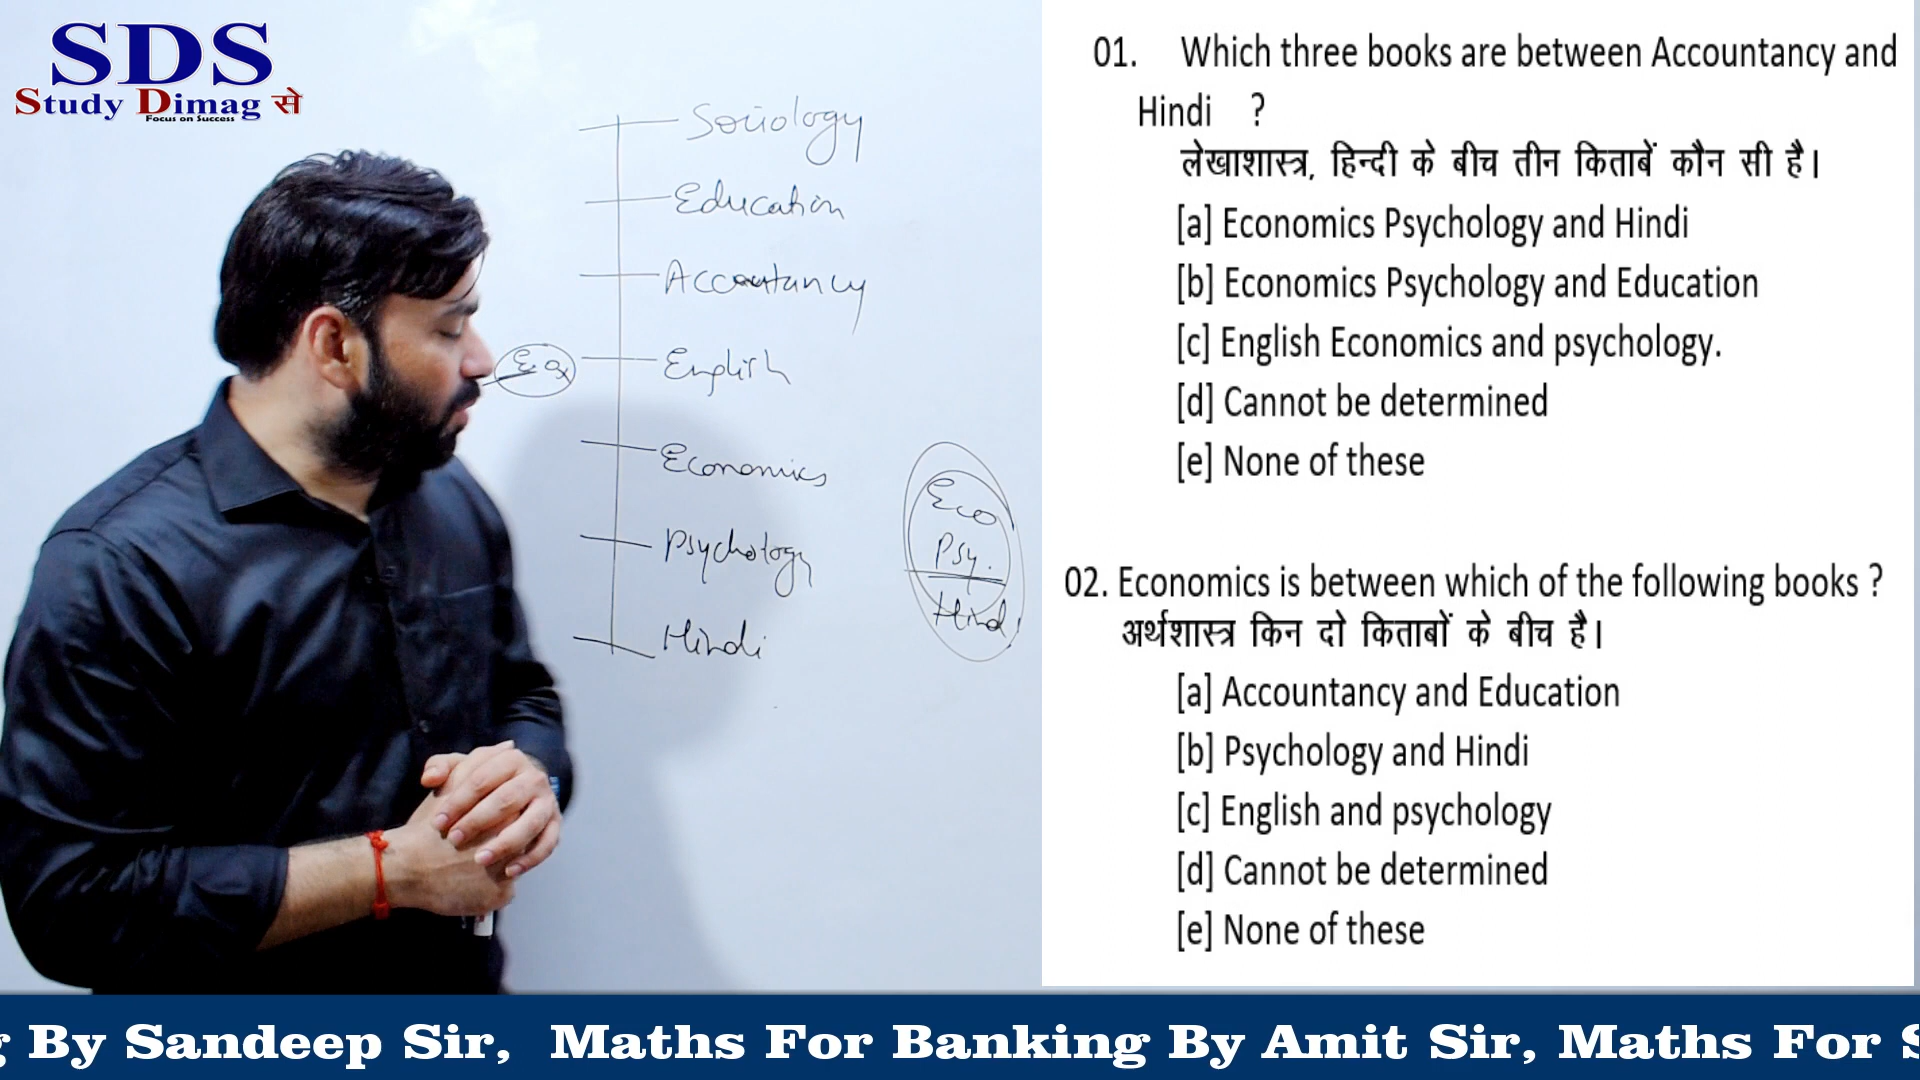 SDS
Study Dimag से
Focus on Success
Sociology
Education
Accountancy
English
Economics
Psychology
Hindi
Eco
Psy.
Hind
01. Which three books are between Accountancy and
Hindi ?
लेखाशास्त्र, हिन्दी के बीच तीन किताबें कौन सी है।
[a] Economics Psychology and Hindi
[b] Economics Psychology and Education
[c] English Economics and psychology.
[d] Cannot be determined
[e] None of these
02. Economics is between which of the following books ?
अर्थशास्त्र किन दो किताबों के बीच है।
[a] Accountancy and Education
[b] Psychology and Hindi
[c] English and psychology
[d] Cannot be determined
[e] None of these
By Sandeep Sir, Maths For Banking By Amit Sir, Maths For S